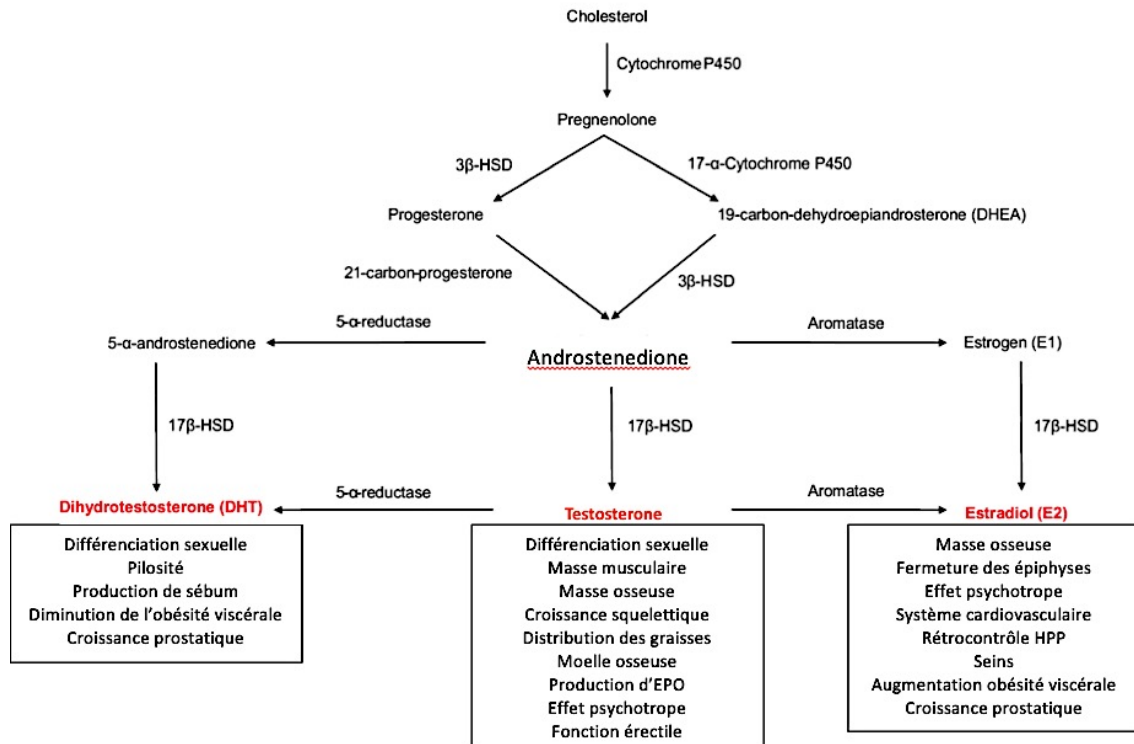 Cholesterol
Cytochrome P450
Pregnenolone
3β-HSD
17-α-Cytochrome P450
Progesterone
19-carbon-dehydroepiandrosterone (DHEA)
21-carbon-progesterone
3β-HSD
5-α-reductase
Aromatase
5-α-androstenedione
Androstenedione
Estrogen (E1)
17β-HSD
17β-HSD
17β-HSD
5-α-reductase
Aromatase
Dihydrotestosterone (DHT)
Testosterone
Estradiol (E2)
Différenciation sexuelle
Pilosité
Production de sébum
Diminution de l'obésité viscérale
Croissance prostatique
Différenciation sexuelle
Masse musculaire
Masse osseuse
Croissance squelettique
Distribution des graisses
Moelle osseuse
Production d'EPO
Effet psychotrope
Fonction érectile
Masse osseuse
Fermeture des épiphyses
Effet psychotrope
Système cardiovasculaire
Rétrocontrôle HPP
Seins
Augmentation obésité viscérale
Croissance prostatique